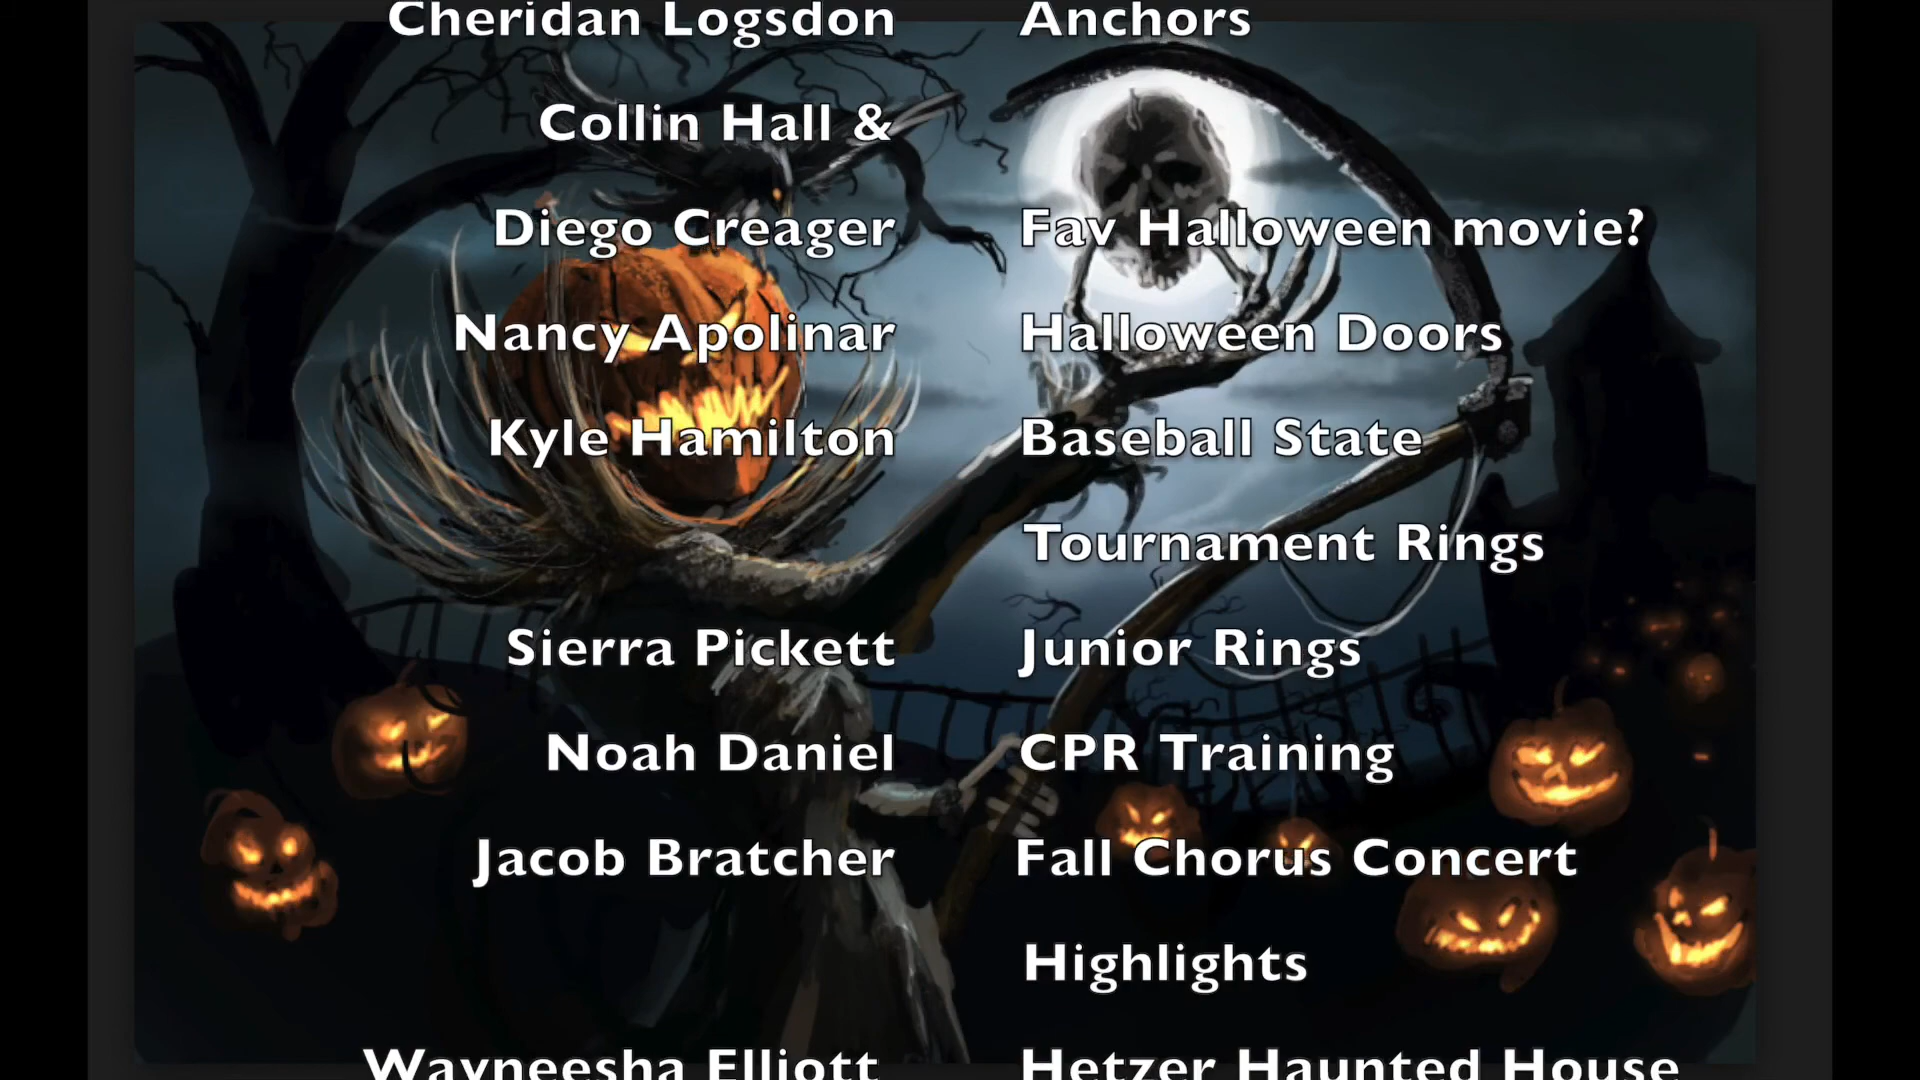 Cheridan Logsdon Anchors
Collin Hall &
Diego Creager Fav Halloween movie?
Nancy Apolinar Halloween Doors
Kyle Hamilton Baseball State
Tournament Rings
Sierra Pickett Junior Rings
Noah Daniel CPR Training
Jacob Bratcher Fall Chorus Concert
Highlights
Wayneesha Elliott Hetzer Haunted House